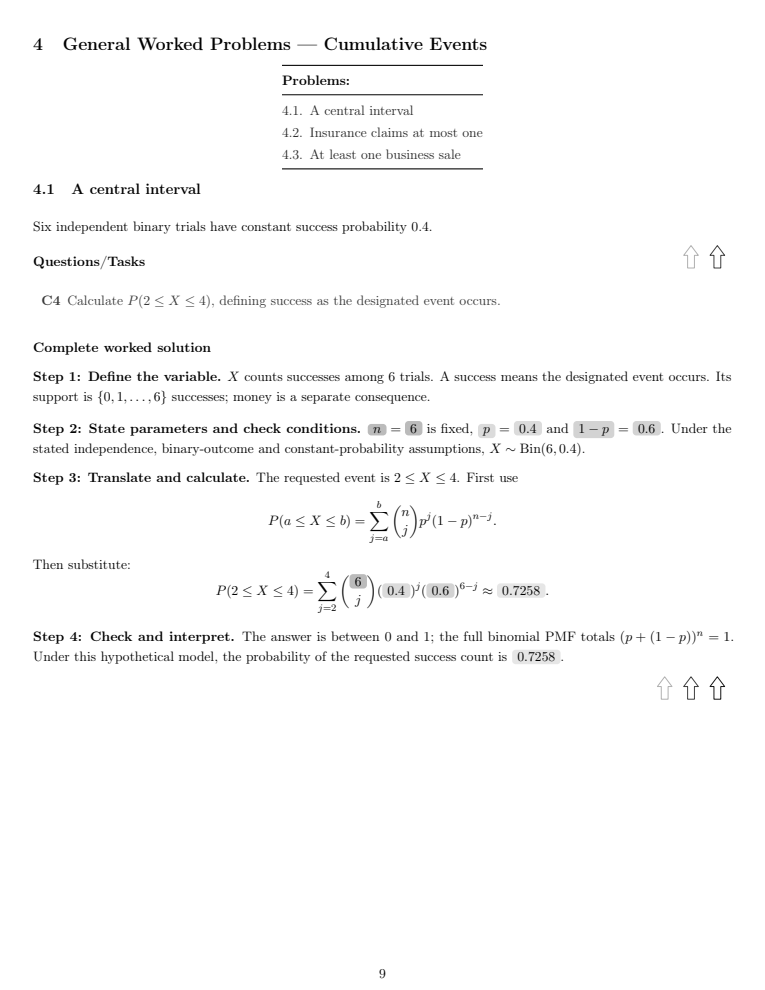 4 General Worked Problems — Cumulative Events
Problems:
4.1. A central interval
4.2. Insurance claims at most one
4.3. At least one business sale
4.1 A central interval
Six independent binary trials have constant success probability 0.4.
Questions/Tasks
C4 Calculate P(2 ≤ X ≤ 4), defining success as the designated event occurs.
Complete worked solution
Step 1: Define the variable. X counts successes among 6 trials. A success means the designated event occurs. Its
support is {0, 1, . . . , 6} successes; money is a separate consequence.
Step 2: State parameters and check conditions. n = 6 is fixed, p = 0.4 and 1 − p = 0.6 . Under the
stated independence, binary-outcome and constant-probability assumptions, X ∼ Bin(6, 0.4).
Step 3: Translate and calculate. The requested event is 2 ≤ X ≤ 4. First use
P(a ≤ X ≤ b) = ∑_{j=a}^{b} (n j) p^j (1 − p)^{n−j}.
Then substitute:
P(2 ≤ X ≤ 4) = ∑_{j=2}^{4} (6 j) ( 0.4 )^j ( 0.6 )^{6−j} ≈ 0.7258 .
Step 4: Check and interpret. The answer is between 0 and 1; the full binomial PMF totals (p + (1 − p))^n = 1.
Under this hypothetical model, the probability of the requested success count is 0.7258 .
9